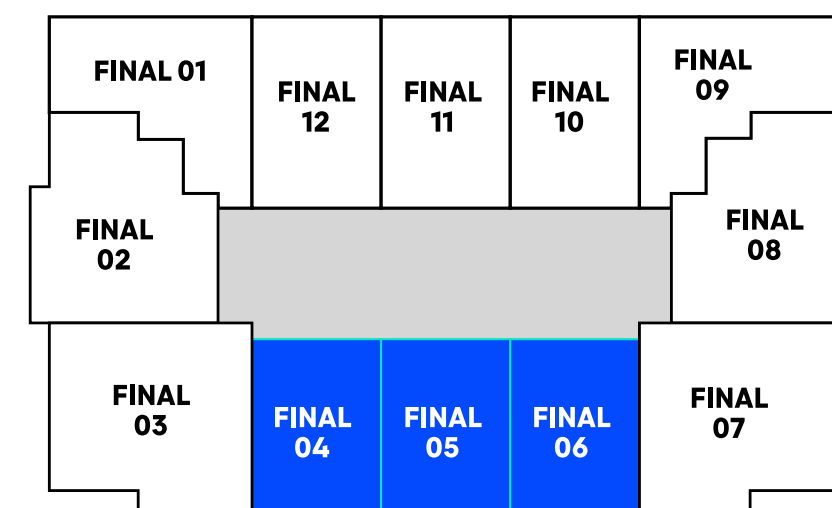 FINAL 01
FINAL
12
FINAL
11
FINAL
10
FINAL
09
FINAL
02
FINAL
08
FINAL
03
FINAL
04
FINAL
05
FINAL
06
FINAL
07